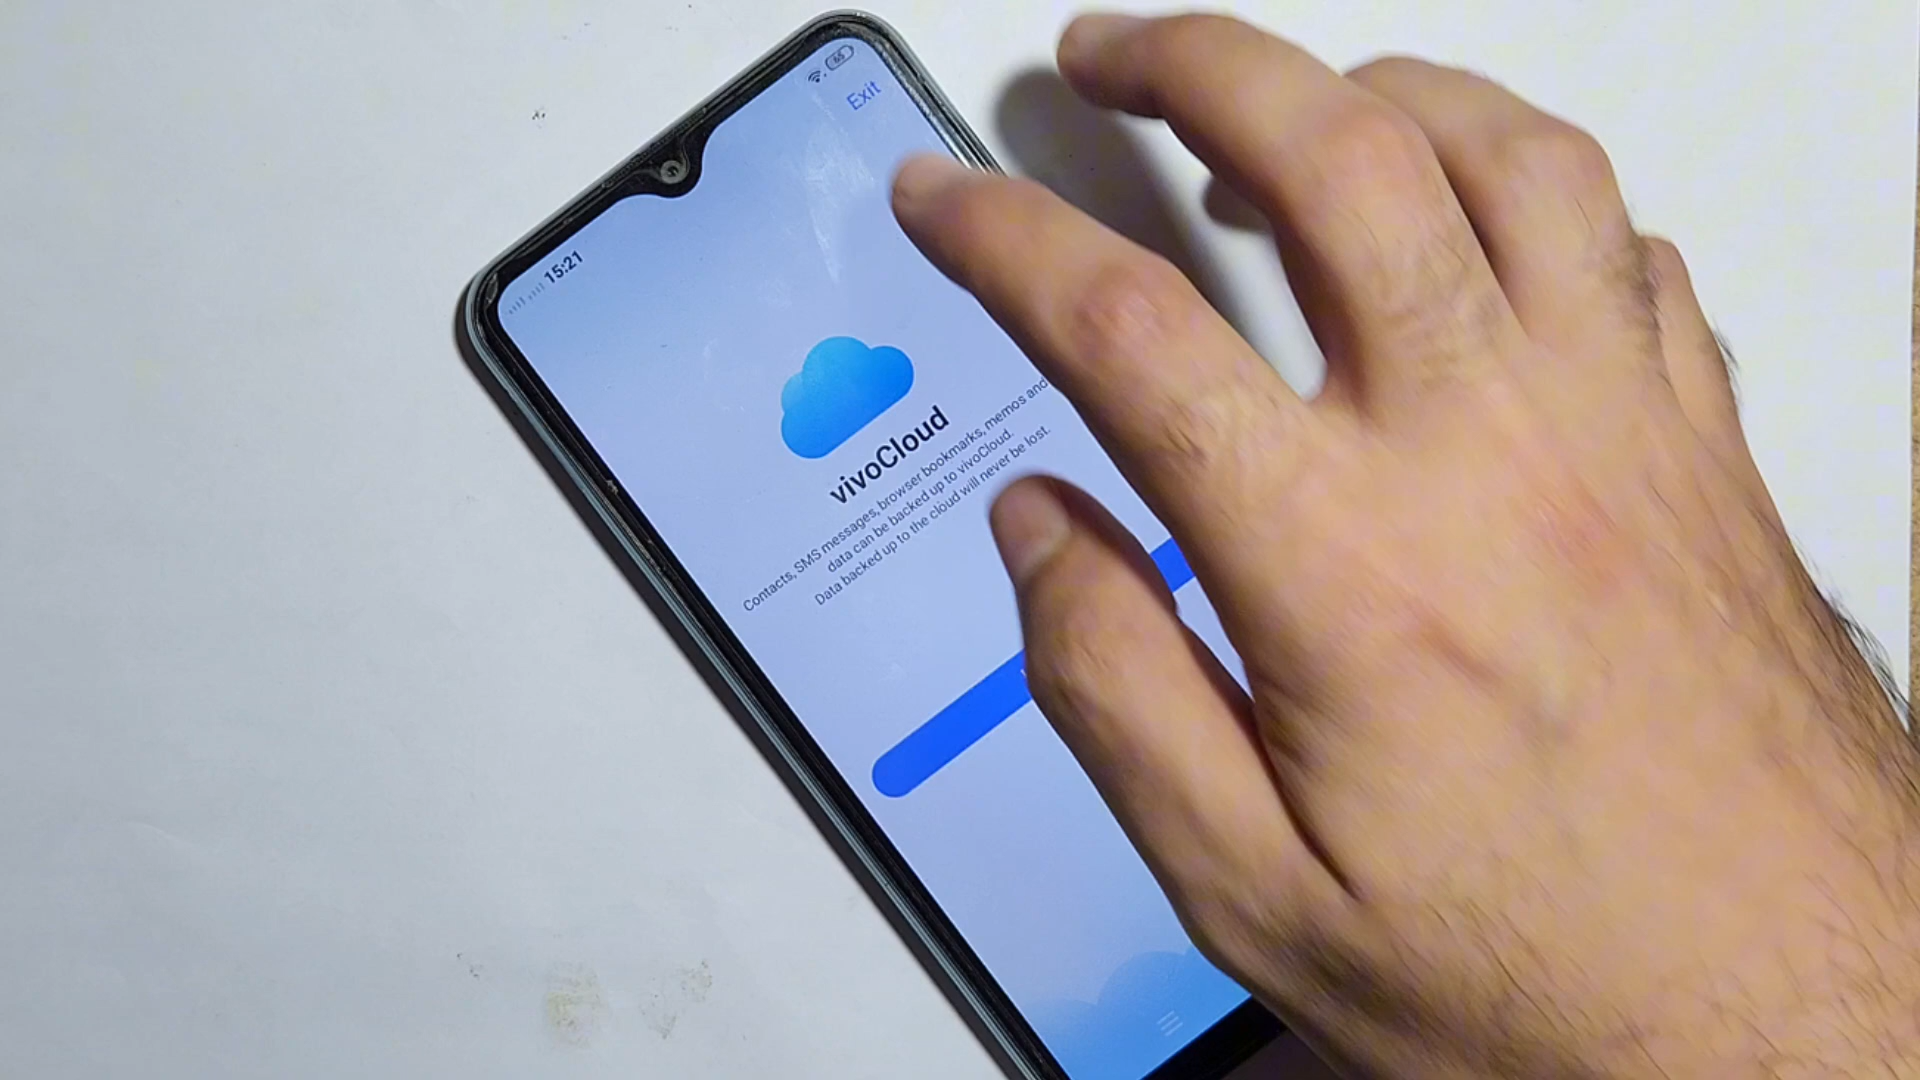 15:21
65
Exit
vivoCloud
Contacts, SMS messages, browser bookmarks, memos and
data can be backed up to vivoCloud.
Data backed up to the cloud will never be lost.